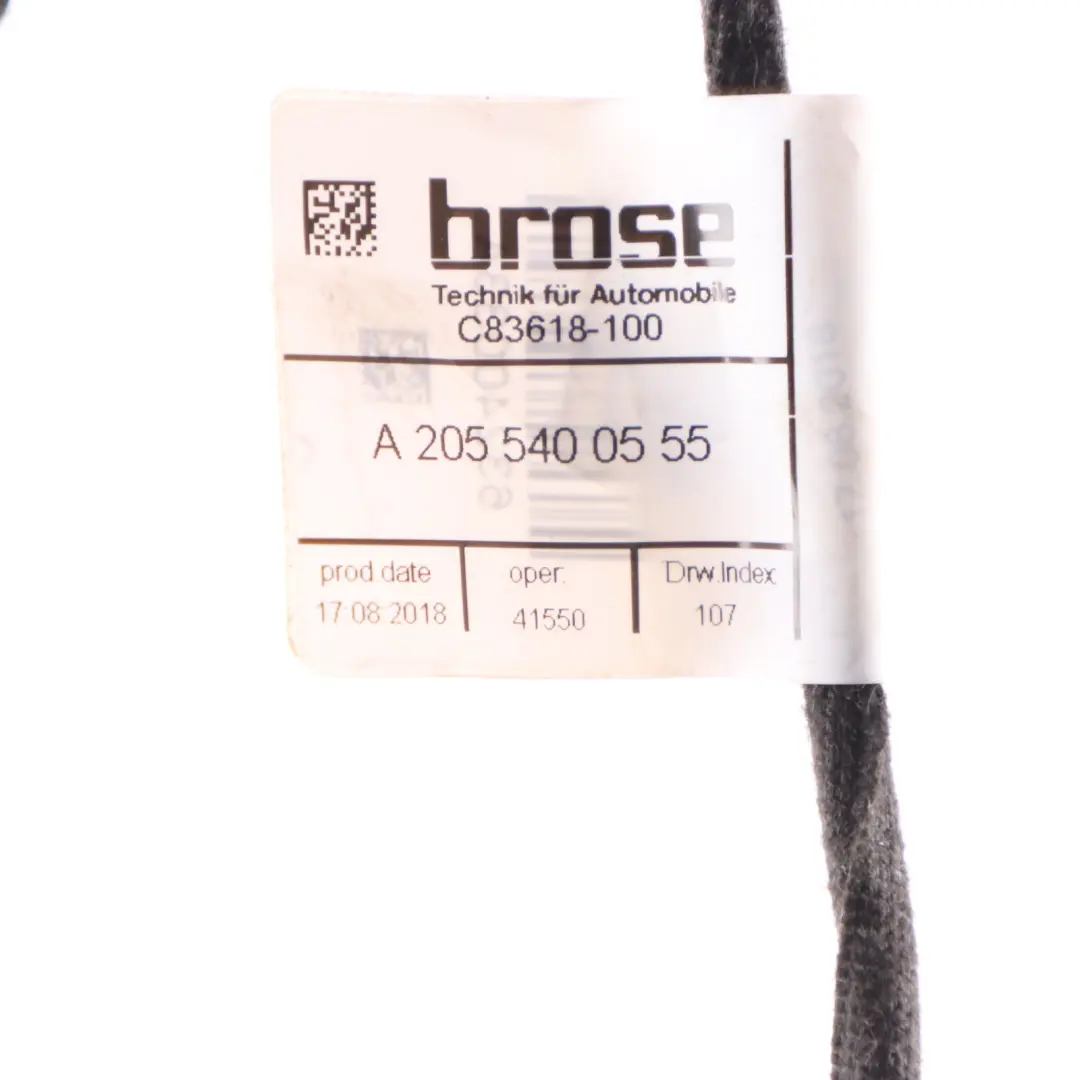 brose
Technik für Automobile
C83618-100
A 205 540 05 55
prod.date oper. Drw.Index
17 08 2018 41550 107